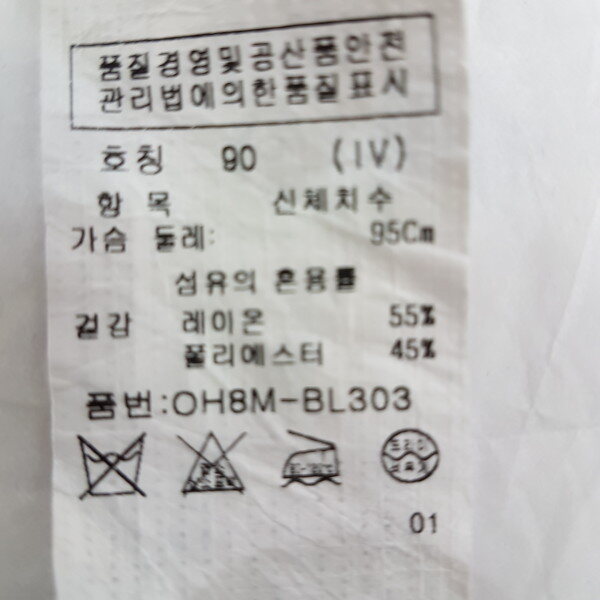 품질경영및공산품안전
관리법에의한품질표시
호칭 90 (IV)
항 목 신체치수
가슴 둘레: 95Cm
섬유의 혼용률
겉감 레이온 55%
폴리에스터 45%
품번:OH8M-BL303
드라이
01